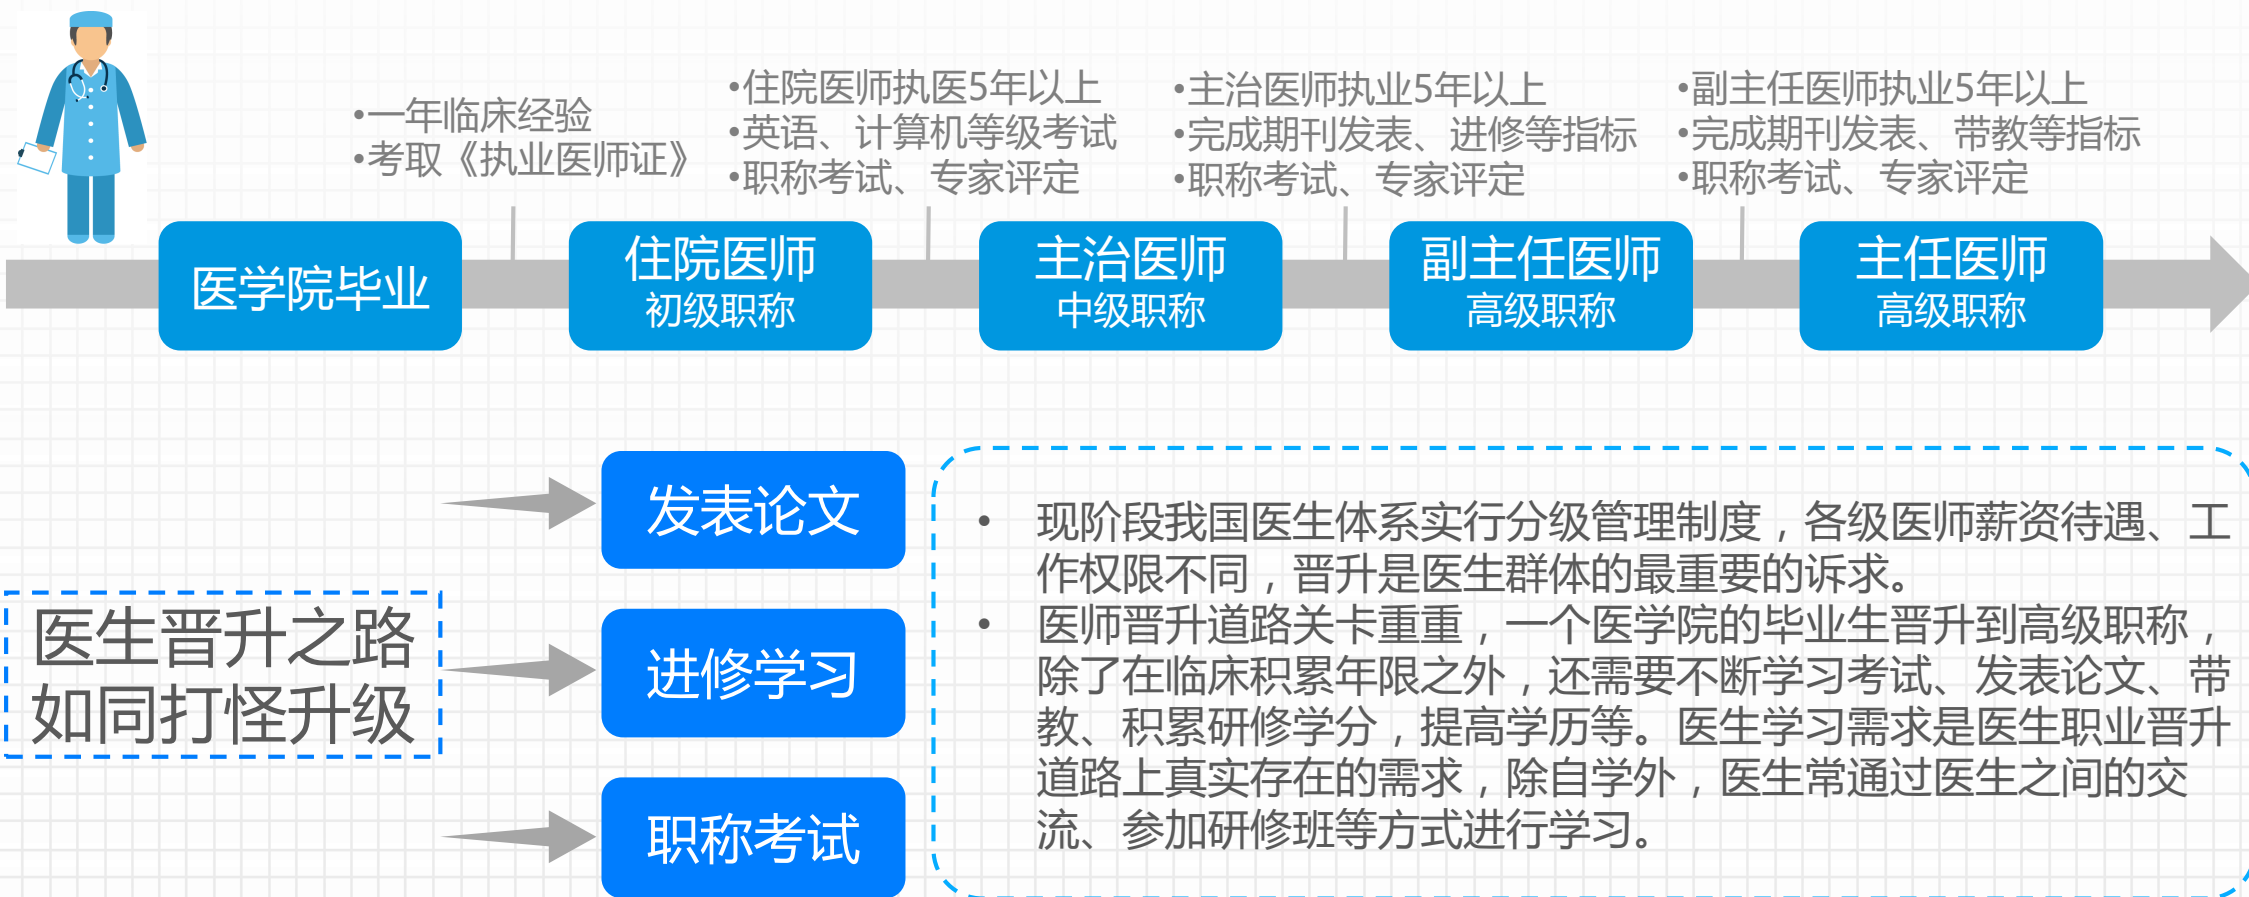 •一年临床经验
•考取《执业医师证》
•住院医师执医5年以上
•英语、计算机等级考试
•职称考试、专家评定
•主治医师执业5年以上
•完成期刊发表、进修等指标
•职称考试、专家评定
•副主任医师执业5年以上
•完成期刊发表、带教等指标
•职称考试、专家评定
医学院毕业
住院医师
初级职称
主治医师
中级职称
副主任医师
高级职称
主任医师
高级职称
医生晋升之路
如同打怪升级
发表论文
进修学习
职称考试
• 现阶段我国医生体系实行分级管理制度，各级医师薪资待遇、工
作权限不同，晋升是医生群体的最重要的诉求。
• 医师晋升道路关卡重重，一个医学院的毕业生晋升到高级职称，
除了在临床积累年限之外，还需要不断学习考试、发表论文、带
教、积累研修学分，提高学历等。医生学习需求是医生职业晋升
道路上真实存在的需求，除自学外，医生常通过医生之间的交
流、参加研修班等方式进行学习。